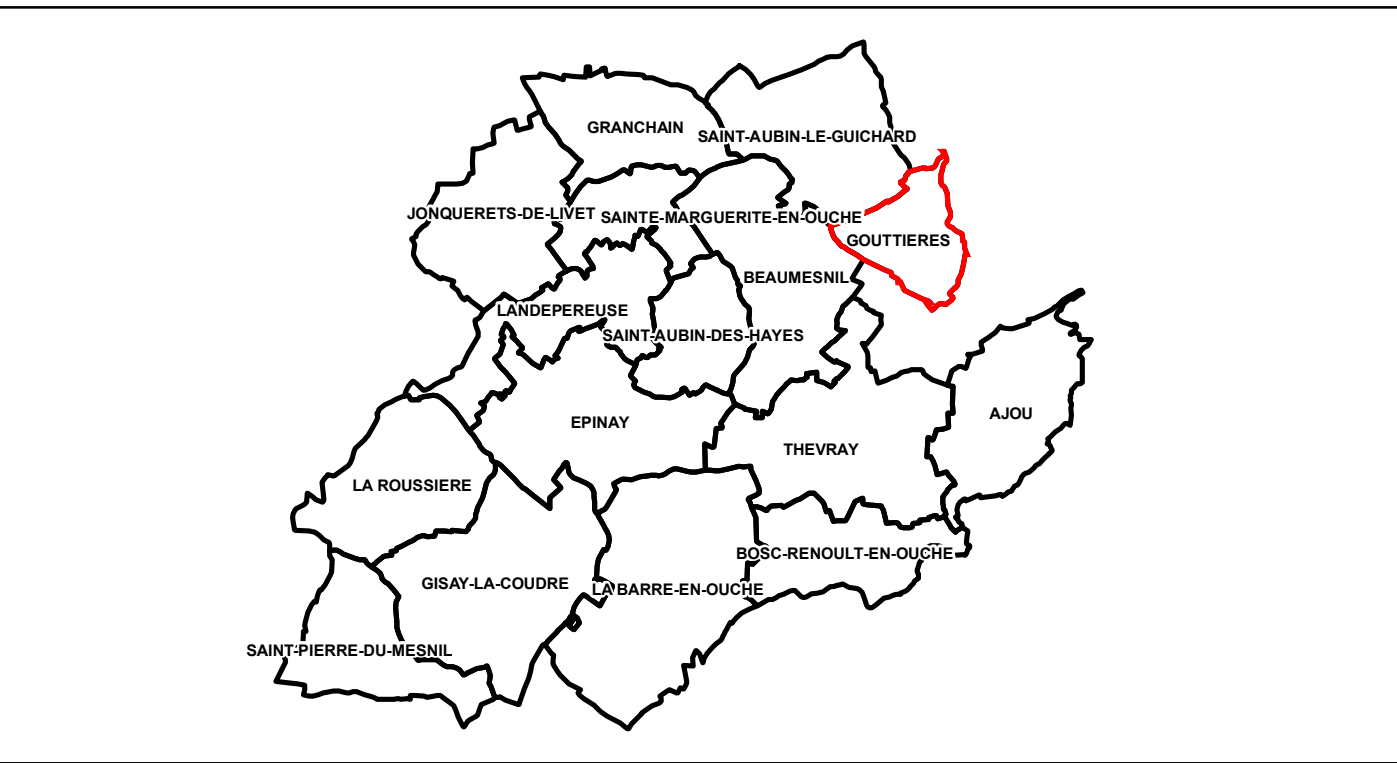 GRANCHAIN
SAINT-AUBIN-LE-GUICHARD
JONQUERETS-DE-LIVET
SAINTE-MARGUERITE-EN-OUCHE
GOUTTIERES
BEAUMESNIL
LANDEPEREUSE
SAINT-AUBIN-DES-HAYES
AJOU
EPINAY
THEVRAY
LA ROUSSIERE
BOSC-RENOULT-EN-OUCHE
GISAY-LA-COUDRE
LA BARRE-EN-OUCHE
SAINT-PIERRE-DU-MESNIL